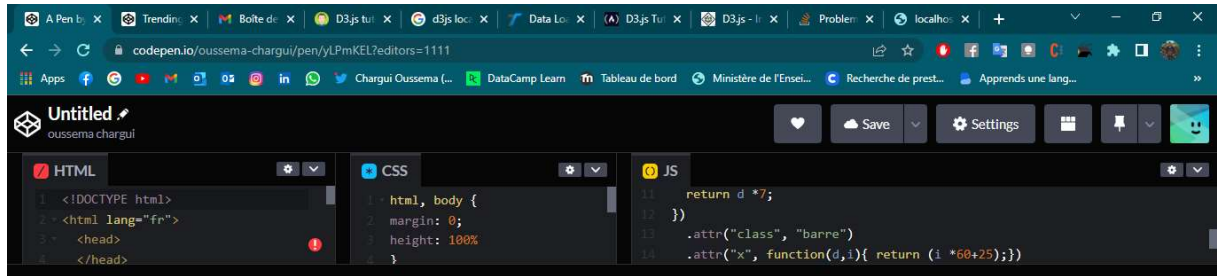 A Pen by
Trending
Boîte de
D3.js tut
d3js loca
Data Loa
D3.js Tut
D3.js - In
Problem
localhos
codepen.io/oussema-chargui/pen/yLPmKEL?editors=1111
Apps
Chargui Oussema (...
DataCamp Learn
Tableau de bord
Ministère de l'Ensei...
Recherche de prest...
Apprends une lang...
»
Untitled
oussema chargui
Save
Settings
HTML
1 <!DOCTYPE html>
2 <html lang="fr">
3 <head>
4 </head>
CSS
1 html, body {
2 margin: 0;
3 height: 100%
4 }
JS
11 return d *7;
12 })
13 .attr("class", "barre")
14 .attr("x", function(d,i){ return (i *60+25);})